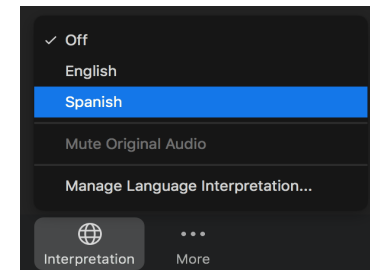 ✓ Off
English
Spanish
Mute Original Audio
Manage Language Interpretation...
Interpretation
More